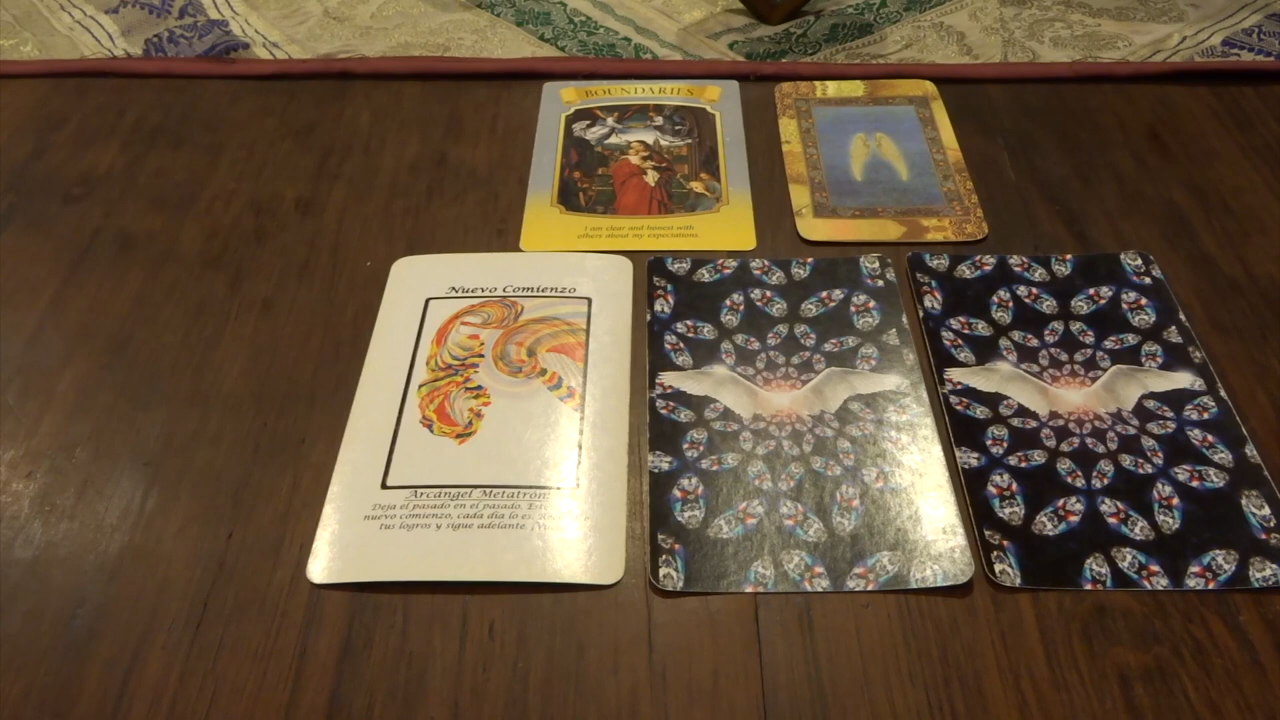 BOUNDARIES
I am clear and honest with
others about my expectations.
Nuevo Comienzo
Arcángel Metatrón:
Deja el pasado en el pasado.
nuevo comienzo, cada día lo es.
tus logros y sigue adelante.